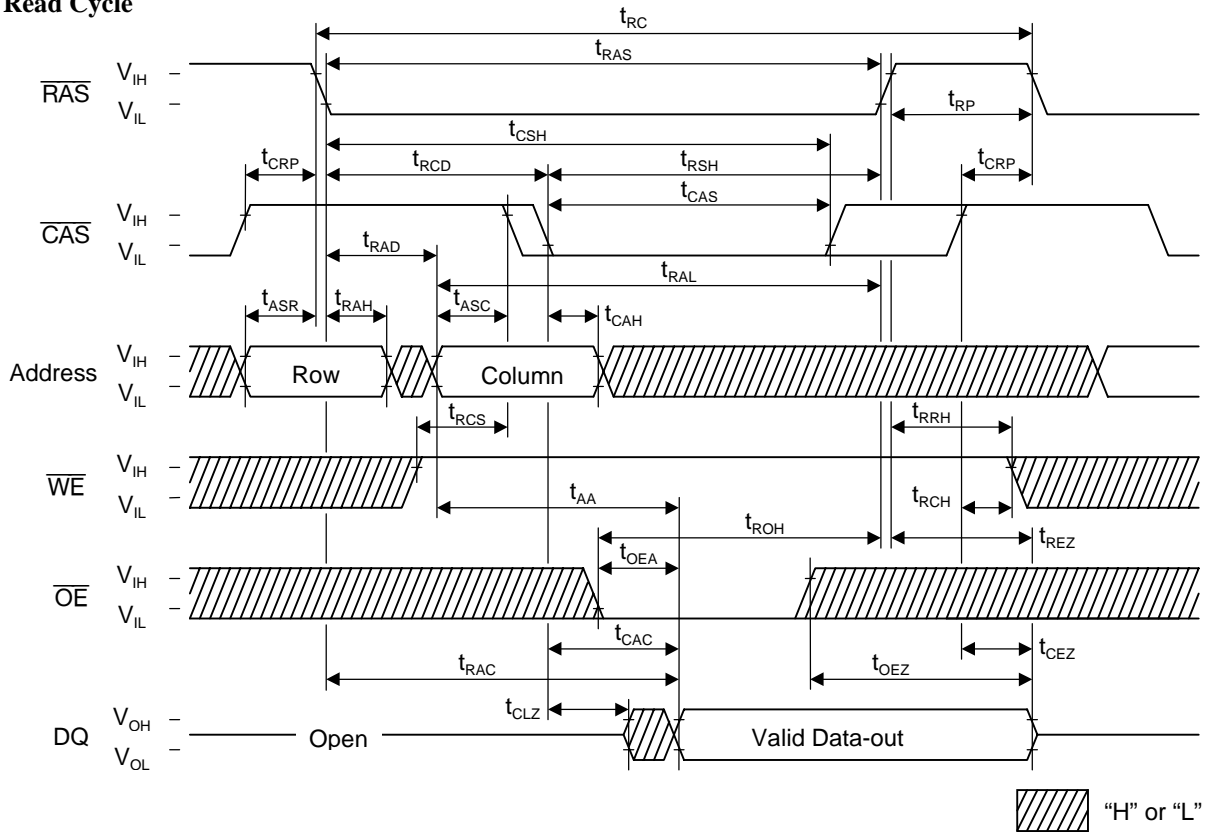 Read Cycle
tRC
tRAS
RAS
VIH
VIL
tRP
tCSH
tCRP
tRCD
tRSH
tCRP
tCAS
CAS
VIH
VIL
tRAD
tRAL
tASR
tRAH
tASC
tCAH
Address
VIH
VIL
Row
Column
tRCS
tRRH
WE
VIH
VIL
tAA
tRCH
tROH
tREZ
tOEA
OE
VIH
VIL
tCAC
tCEZ
tRAC
tOEZ
tCLZ
DQ
VOH
VOL
Open
Valid Data-out
“H” or “L”